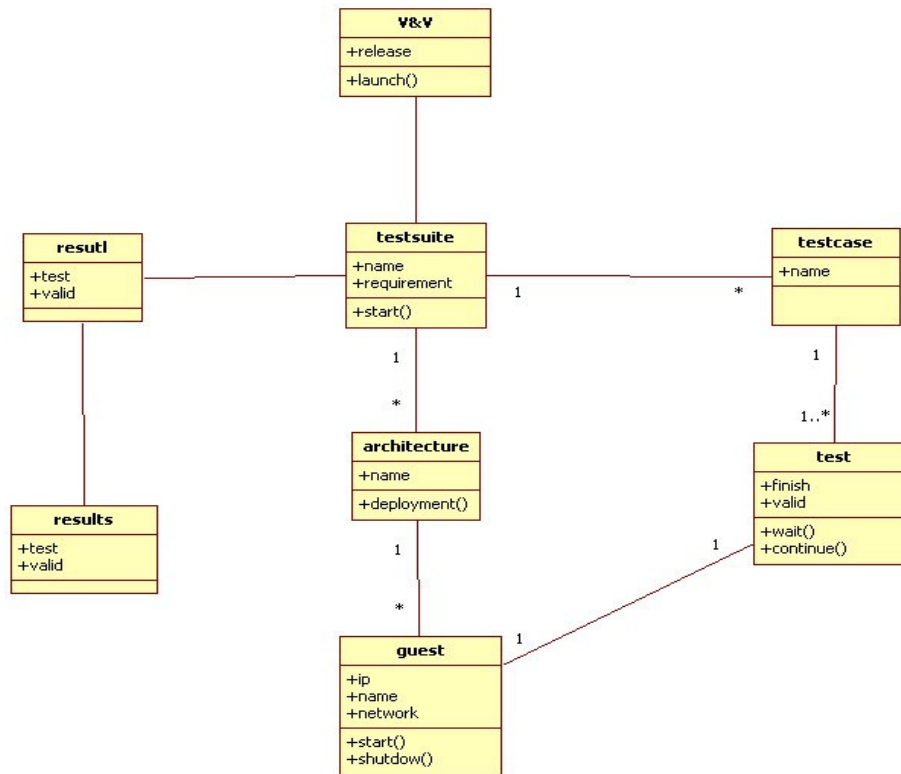 V&V
+release
+launch()
resutl
+test
+valid
testsuite
+name
+requirement
+start()
testcase
+name
1
*
1
*
1
1..*
architecture
+name
+deployment()
test
+finish
+valid
+wait()
+continue()
results
+test
+valid
1
*
1
1
guest
+ip
+name
+network
+start()
+shutdow()